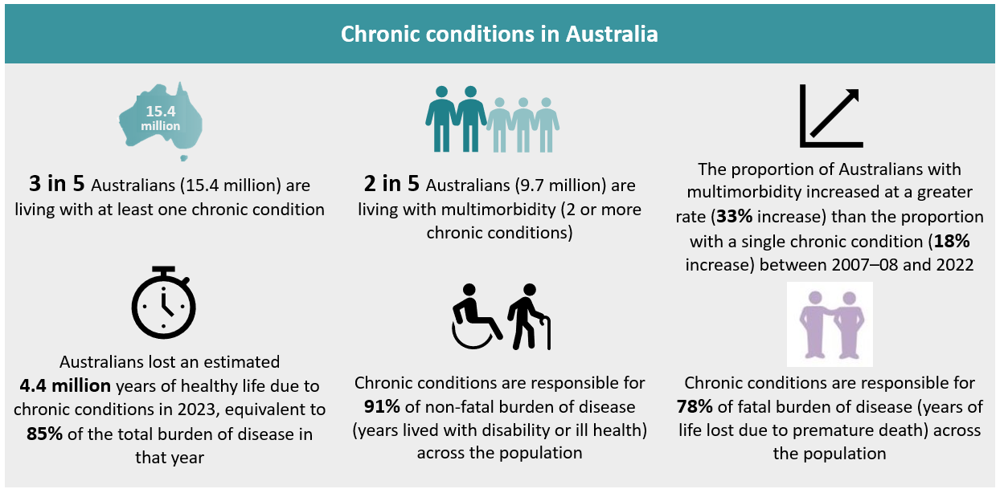 Chronic conditions in Australia
15.4
million
3 in 5 Australians (15.4 million) are
living with at least one chronic condition
2 in 5 Australians (9.7 million) are
living with multimorbidity (2 or more
chronic conditions)
The proportion of Australians with
multimorbidity increased at a greater
rate (33% increase) than the proportion
with a single chronic condition (18%
increase) between 2007–08 and 2022
Australians lost an estimated
4.4 million years of healthy life due to
chronic conditions in 2023, equivalent to
85% of the total burden of disease in
that year
Chronic conditions are responsible for
91% of non-fatal burden of disease
(years lived with disability or ill health)
across the population
Chronic conditions are responsible for
78% of fatal burden of disease (years of
life lost due to premature death) across
the population